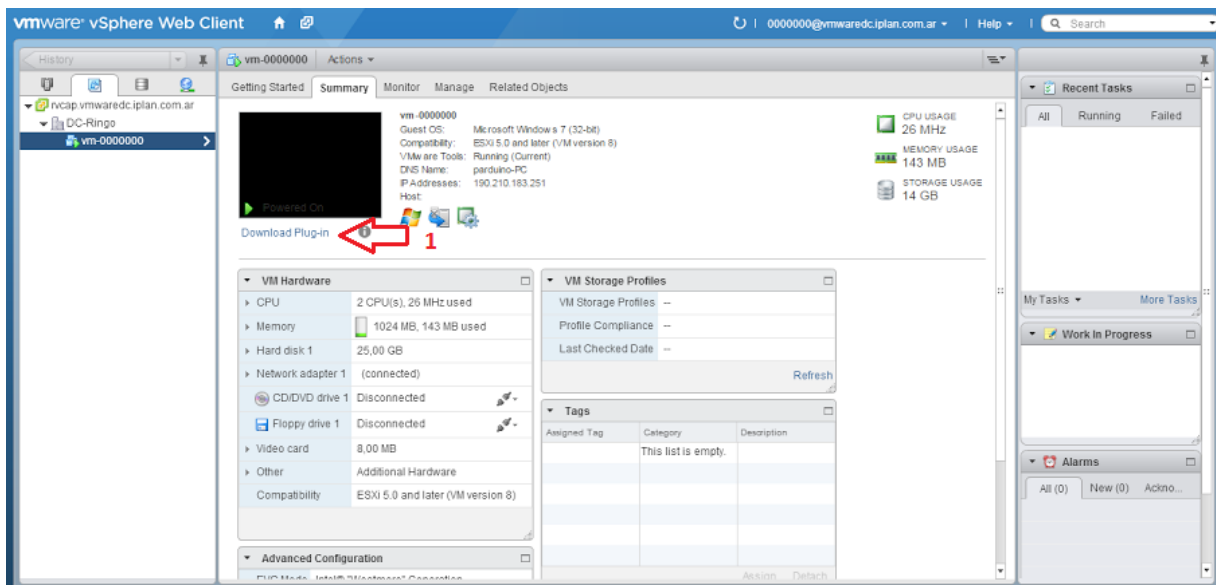 vmware® vSphere Web Client
0000000@vmwaredc.iplan.com.ar
Help
Search
History
rvcap.vmwaredc.iplan.com.ar
DC-Ringo
vm-0000000
vm-0000000 Actions
Getting Started Summary Monitor Manage Related Objects
Powered On
Download Plug-in
1
vm-0000000
Guest OS: Microsoft Windows 7 (32-bit)
Compatibility: ESXi 5.0 and later (VM version 8)
VMware Tools: Running (Current)
DNS Name: parduino-PC
IP Addresses: 190.210.183.251
Host:
CPU USAGE
26 MHz
MEMORY USAGE
143 MB
STORAGE USAGE
14 GB
VM Hardware
CPU 2 CPU(s), 26 MHz used
Memory 1024 MB, 143 MB used
Hard disk 1 25,00 GB
Network adapter 1 (connected)
CD/DVD drive 1 Disconnected
Floppy drive 1 Disconnected
Video card 8,00 MB
Other Additional Hardware
Compatibility ESXi 5.0 and later (VM version 8)
Advanced Configuration
EVC Mode Intel® "Westmere" Generation
VM Storage Profiles
VM Storage Profiles --
Profile Compliance --
Last Checked Date --
Refresh
Tags
Assigned Tag Category Description
This list is empty.
Assign Detach
Recent Tasks
All Running Failed
My Tasks More Tasks
Work In Progress
Alarms
All (0) New (0) Ackno...